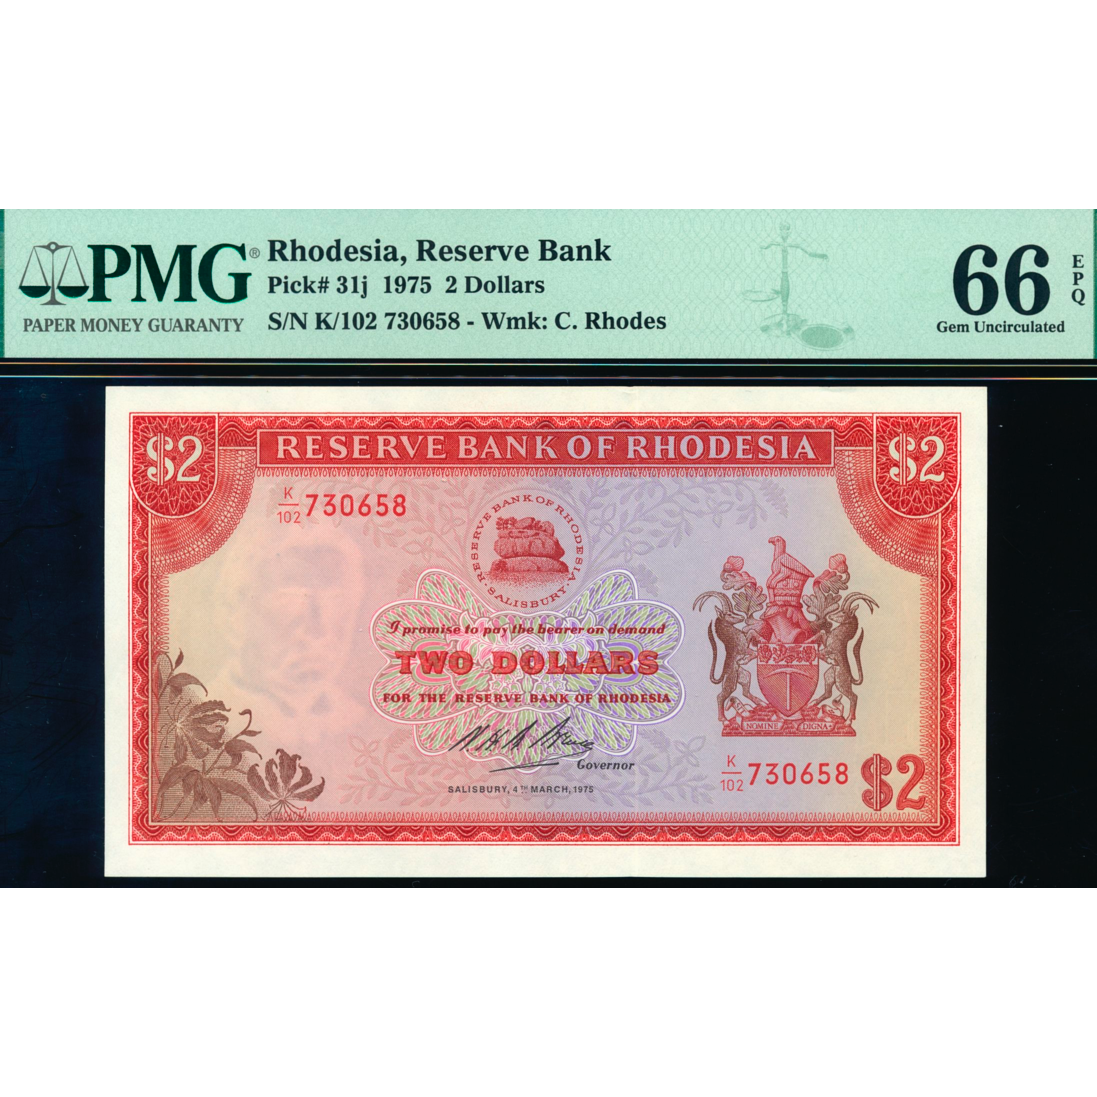 PMG®
PAPER MONEY GUARANTY
Rhodesia, Reserve Bank
Pick# 31j 1975 2 Dollars
S/N K/102 730658 - Wmk: C. Rhodes
66
EPQ
Gem Uncirculated
$2
RESERVE BANK OF RHODESIA
$2
K/102 730658
RESERVE BANK OF RHODESIA
· SALISBURY ·
I promise to pay the bearer on demand
TWO DOLLARS
FOR THE RESERVE BANK OF RHODESIA
Governor
SALISBURY, 4TH MARCH, 1975
NOMINE DIGNA
K/102 730658
$2